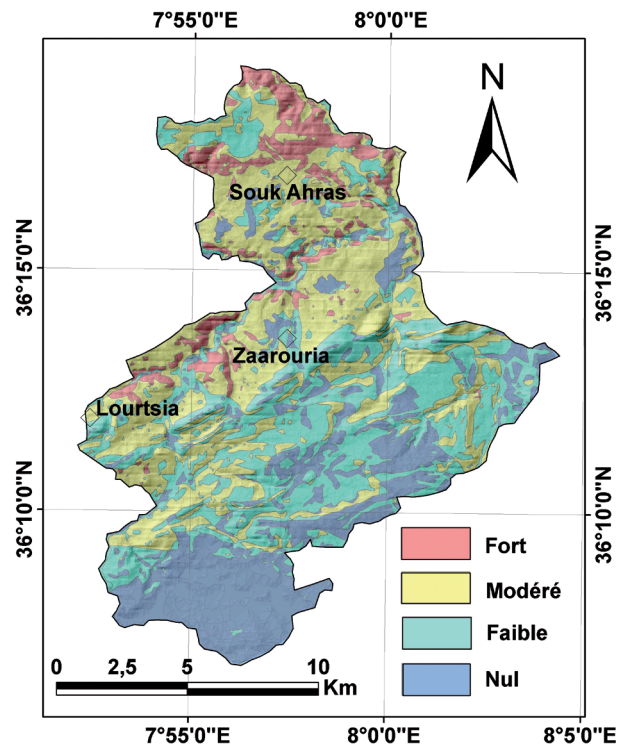 7°55'0"E 8°0'0"E
N
Souk Ahras
36°15'0"N 36°15'0"N
Zaarouria
Lourtsia
36°10'0"N 36°10'0"N
Fort
Modéré
Faible
Nul
0 2,5 5 10
Km
7°55'0"E 8°0'0"E 8°5'0"E